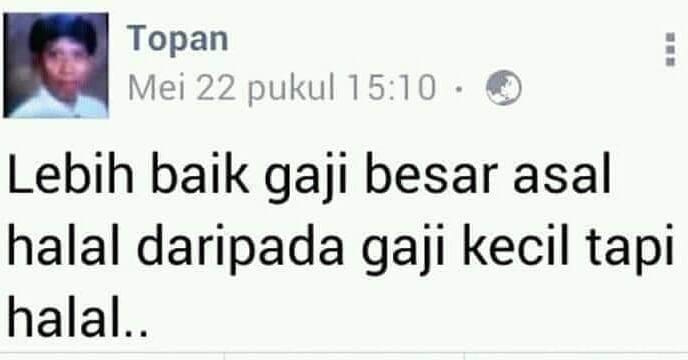 Topan
Mei 22 pukul 15:10 ·
Lebih baik gaji besar asal
halal daripada gaji kecil tapi
halal..